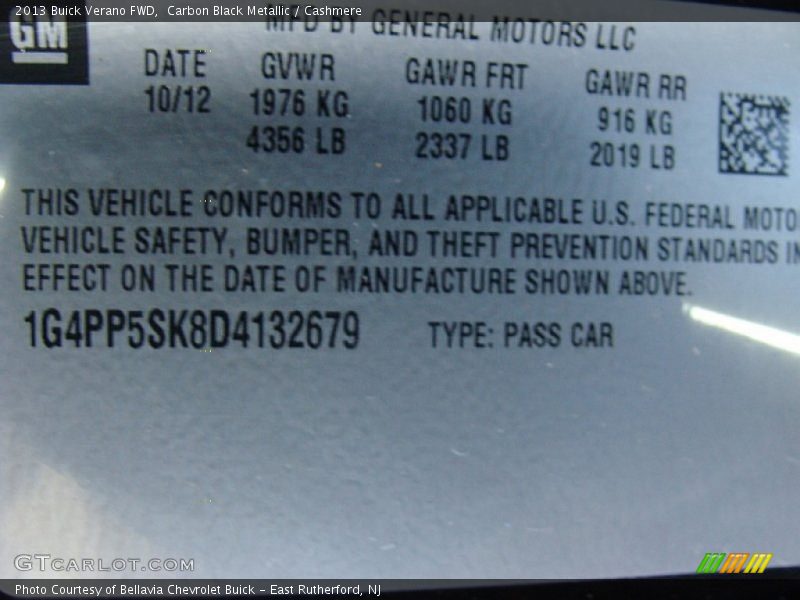 2013 Buick Verano FWD, Carbon Black Metallic / Cashmere
GM
MFD BY GENERAL MOTORS LLC
DATE GVWR GAWR FRT GAWR RR
10/12 1976 KG 1060 KG 916 KG
4356 LB 2337 LB 2019 LB
THIS VEHICLE CONFORMS TO ALL APPLICABLE U.S. FEDERAL MOTO
VEHICLE SAFETY, BUMPER, AND THEFT PREVENTION STANDARDS IN
EFFECT ON THE DATE OF MANUFACTURE SHOWN ABOVE.
1G4PP5SK8D4132679 TYPE: PASS CAR
GTCARLOT.COM
Photo Courtesy of Bellavia Chevrolet Buick – East Rutherford, NJ